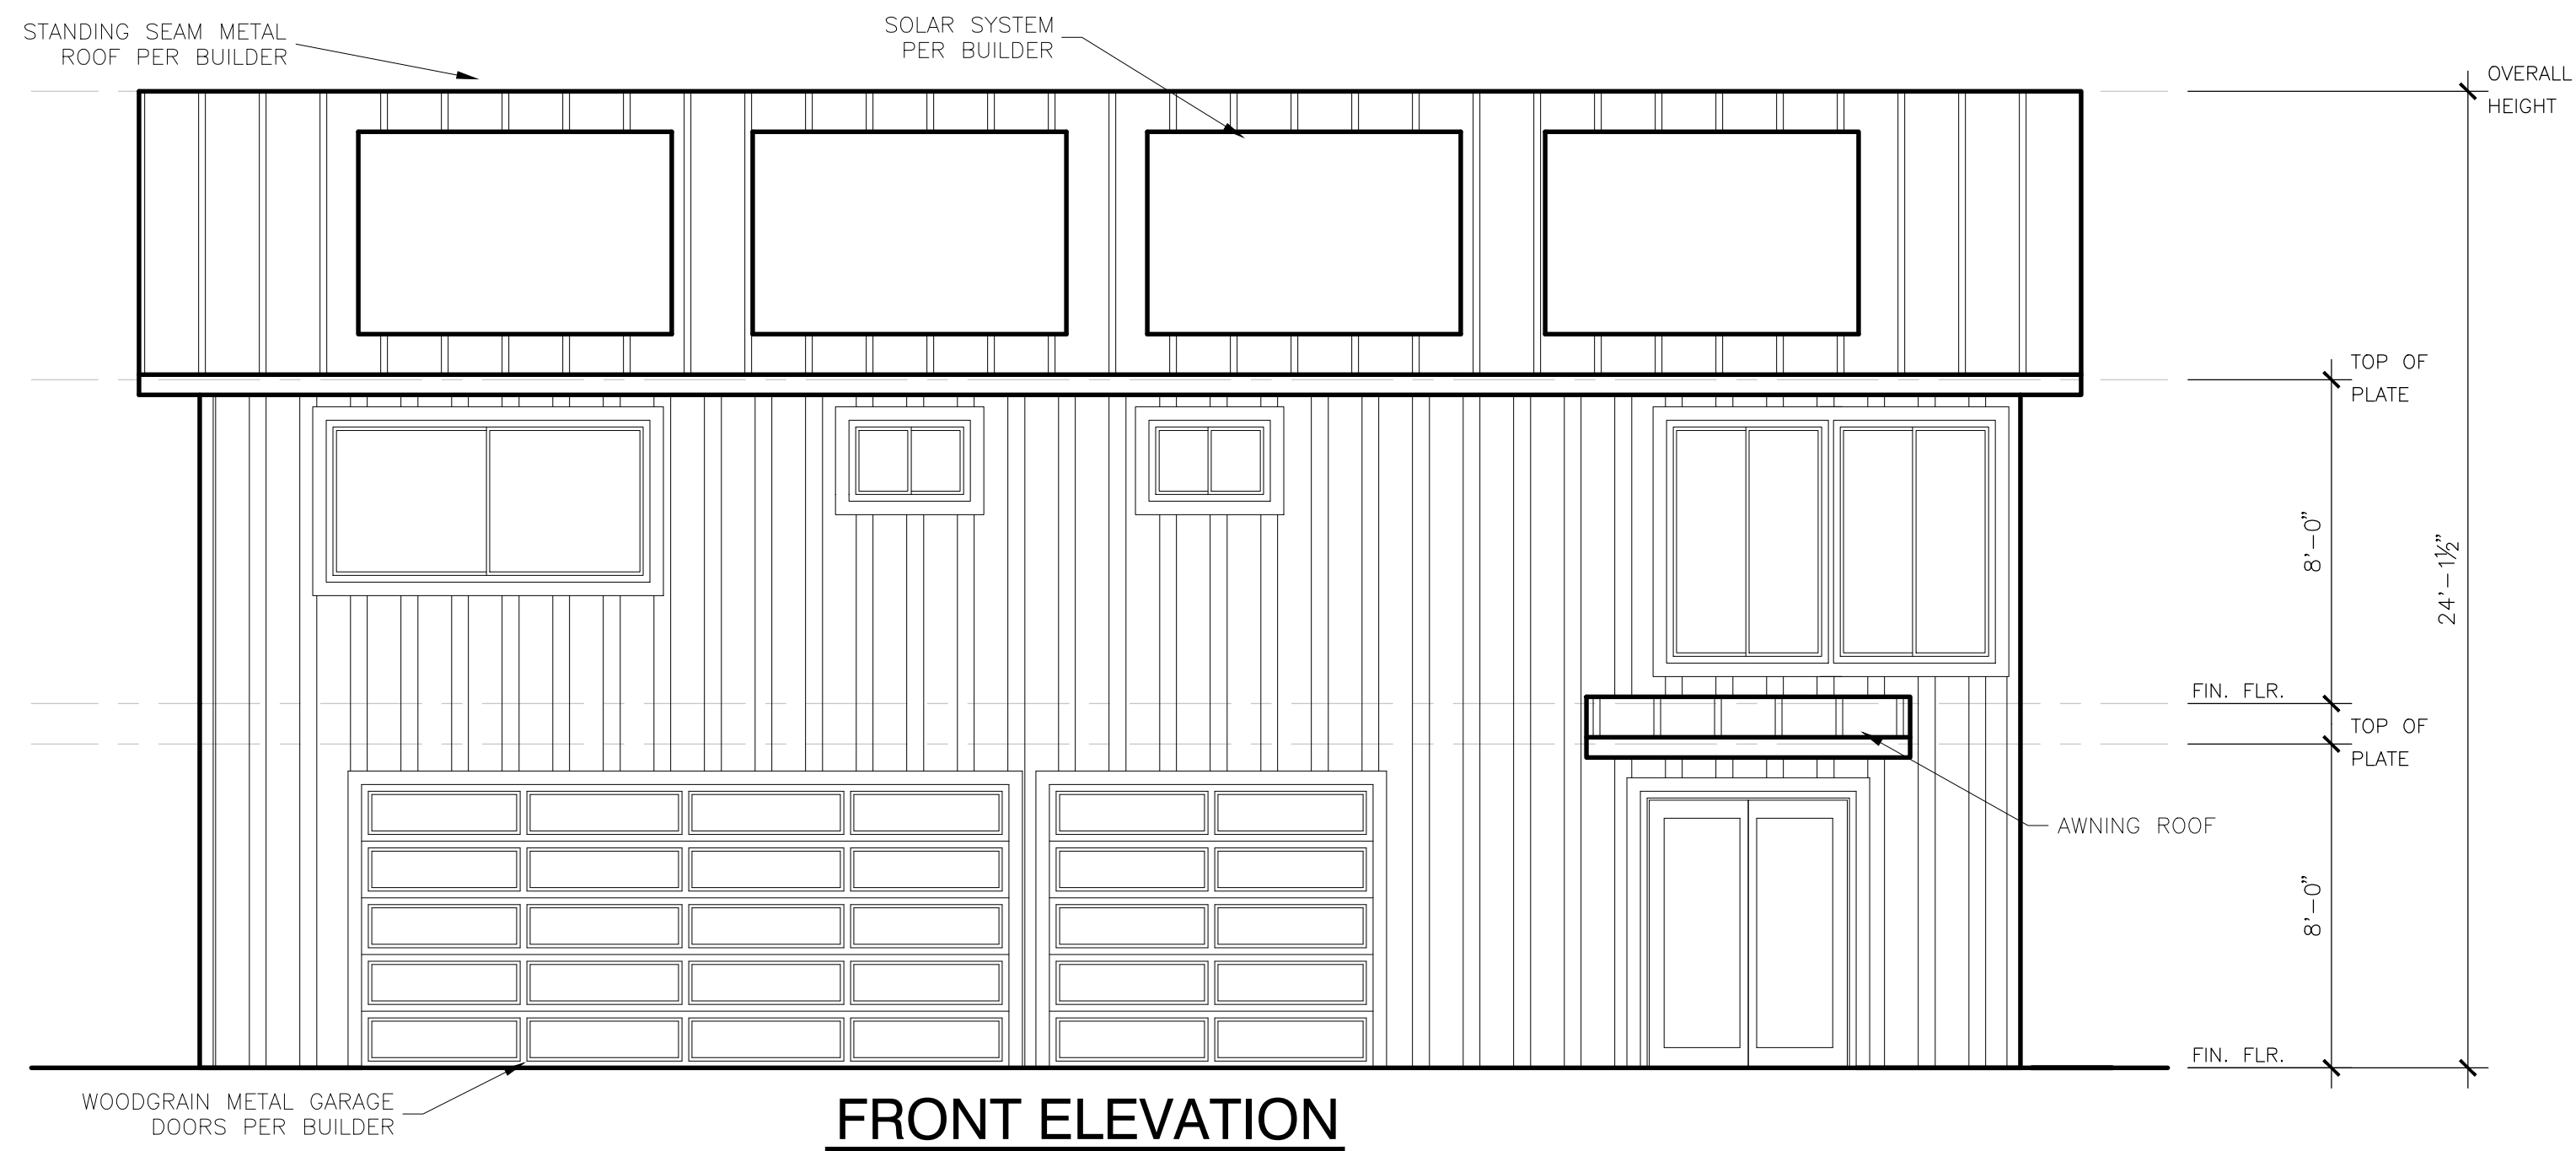 STANDING SEAM METAL
ROOF PER BUILDER
SOLAR SYSTEM
PER BUILDER
OVERALL
HEIGHT
TOP OF
PLATE
8'-0"
24'-1½"
FIN. FLR.
TOP OF
PLATE
AWNING ROOF
8'-0"
FIN. FLR.
WOODGRAIN METAL GARAGE
DOORS PER BUILDER
FRONT ELEVATION